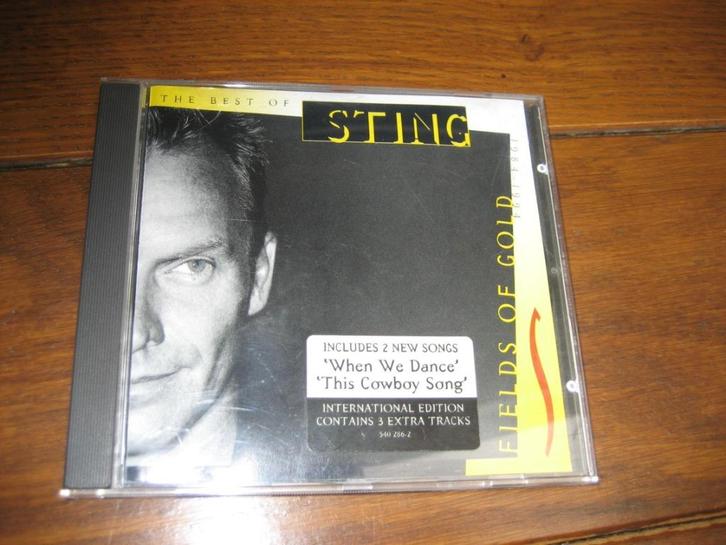 THE BEST OF
STING
1984-1994
FIELDS OF GOLD
INCLUDES 2 NEW SONGS
'When We Dance'
'This Cowboy Song'
INTERNATIONAL EDITION
CONTAINS 3 EXTRA TRACKS
540 286-2